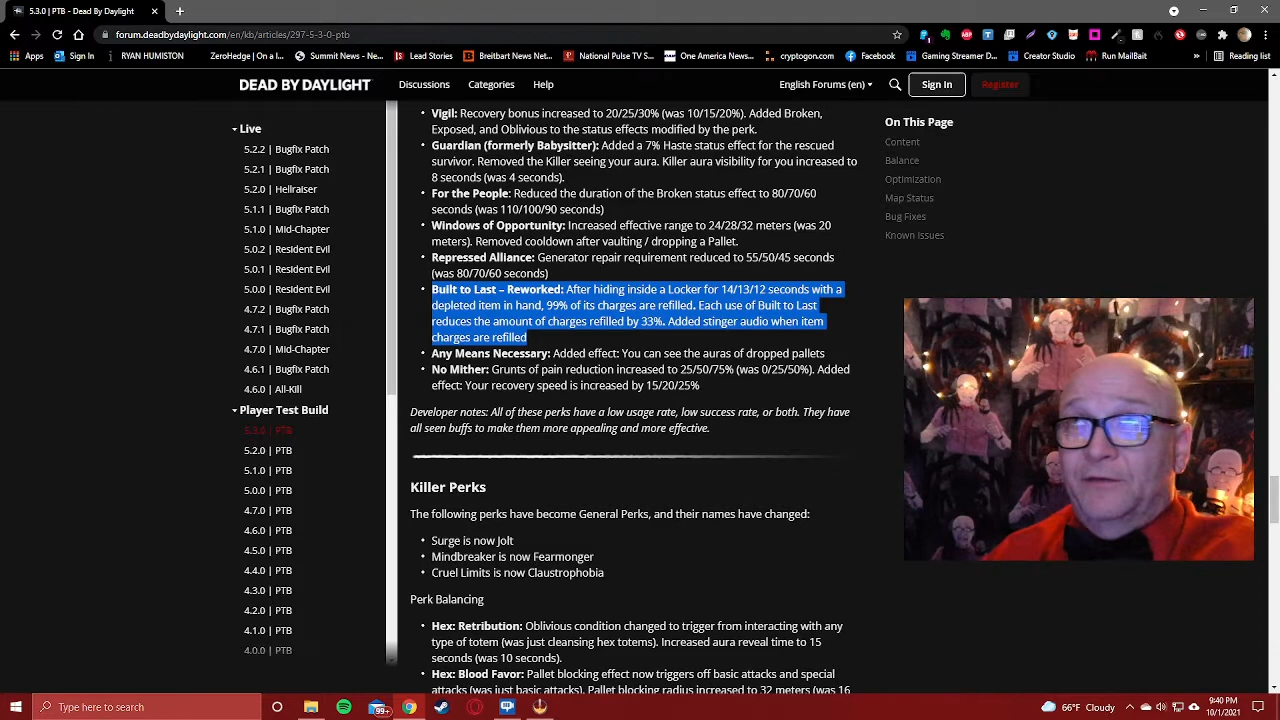 5.3.0 | PTB - Dead By Daylight
forum.deadbydaylight.com/en/kb/articles/297-5-3-0-ptb
Apps
Sign In
RYAN HUMISTON
ZeroHedge | On a l...
Summit News - Ne...
Lead Stories
Breitbart News Net...
National Pulse T/S...
One America News...
cryptogon.com
Facebook
Gaming Streamer D...
Creator Studio
Run MailBait
»
Reading list
DEAD BY DAYLIGHT
Discussions
Categories
Help
English Forums (en)
Sign In
Register
Live
5.2.2 | Bugfix Patch
5.2.1 | Bugfix Patch
5.2.0 | Hellraiser
5.1.1 | Bugfix Patch
5.1.0 | Mid-Chapter
5.0.2 | Resident Evil
5.0.1 | Resident Evil
5.0.0 | Resident Evil
4.7.2 | Bugfix Patch
4.7.1 | Bugfix Patch
4.7.0 | Mid-Chapter
4.6.1 | Bugfix Patch
4.6.0 | All-Kill
Player Test Build
5.3.0 | PTB
5.2.0 | PTB
5.1.0 | PTB
5.0.0 | PTB
4.7.0 | PTB
4.6.0 | PTB
4.5.0 | PTB
4.4.0 | PTB
4.3.0 | PTB
4.2.0 | PTB
4.1.0 | PTB
4.0.0 | PTB
• Vigil: Recovery bonus increased to 20/25/30% (was 10/15/20%). Added Broken,
Exposed, and Oblivious to the status effects modified by the perk.
• Guardian (formerly Babysitter): Added a 7% Haste status effect for the rescued
survivor. Removed the Killer seeing your aura. Killer aura visibility for you increased to
8 seconds (was 4 seconds).
• For the People: Reduced the duration of the Broken status effect to 80/70/60
seconds (was 110/100/90 seconds)
• Windows of Opportunity: Increased effective range to 24/28/32 meters (was 20
meters). Removed cooldown after vaulting / dropping a Pallet.
• Repressed Alliance: Generator repair requirement reduced to 55/50/45 seconds
(was 80/70/60 seconds)
• Built to Last – Reworked: After hiding inside a Locker for 14/13/12 seconds with a
depleted item in hand, 99% of its charges are refilled. Each use of Built to Last
reduces the amount of charges refilled by 33%. Added stinger audio when item
charges are refilled
• Any Means Necessary: Added effect: You can see the auras of dropped pallets
• No Mither: Grunts of pain reduction increased to 25/50/75% (was 0/25/50%). Added
effect: Your recovery speed is increased by 15/20/25%
Developer notes: All of these perks have a low usage rate, low success rate, or both. They have
all seen buffs to make them more appealing and more effective.
Killer Perks
The following perks have become General Perks, and their names have changed:
• Surge is now Jolt
• Mindbreaker is now Fearmonger
• Cruel Limits is now Claustrophobia
Perk Balancing
• Hex: Retribution: Oblivious condition changed to trigger from interacting with any
type of totem (was just cleansing hex totems). Increased aura reveal time to 15
seconds (was 10 seconds).
• Hex: Blood Favor: Pallet blocking effect now triggers off basic attacks and special
attacks (was just basic attacks). Pallet blocking radius increased to 32 meters (was 16
On This Page
Content
Balance
Optimization
Map Status
Bug Fixes
Known Issues
Type here to search
99+
66°F Cloudy
9:40 PM
10/1/2021